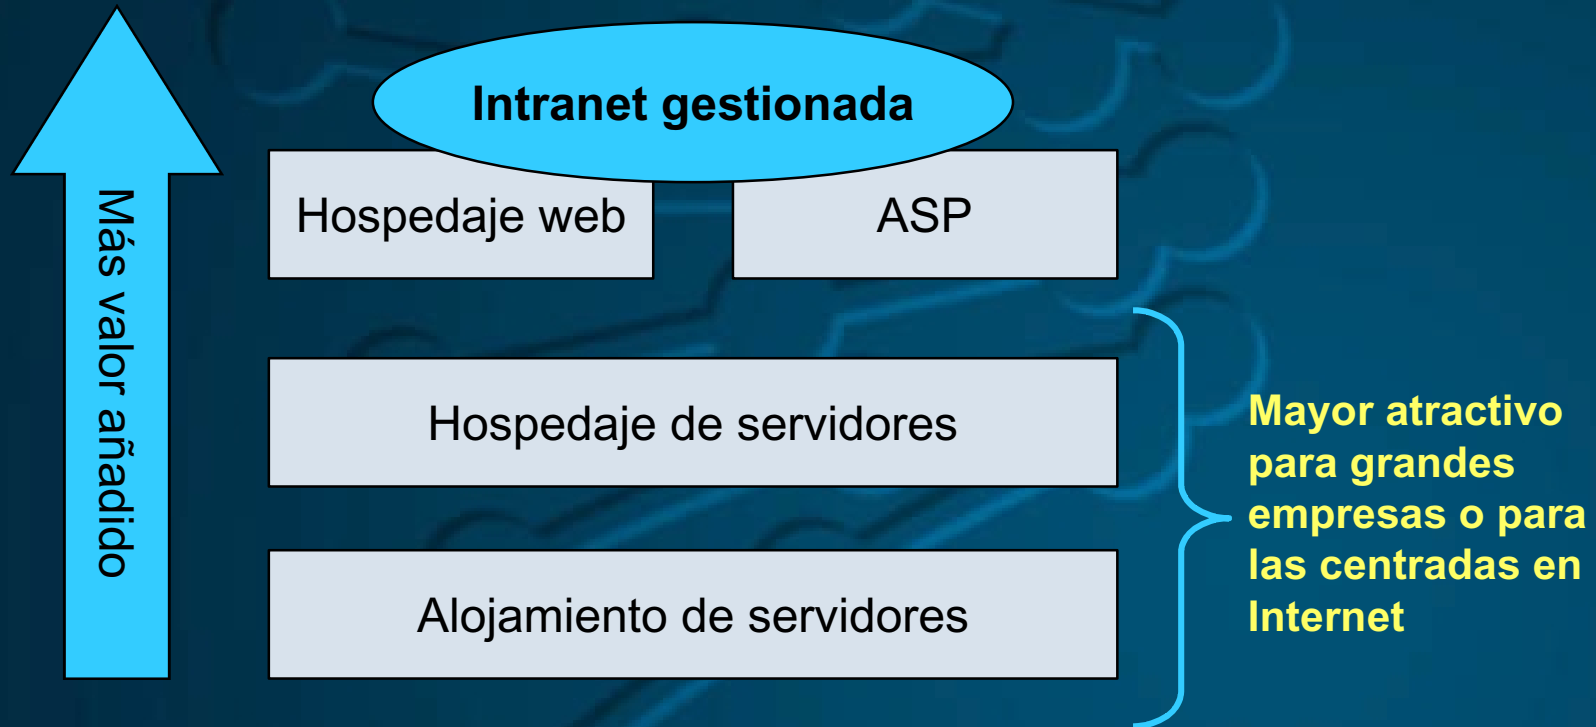 Intranet gestionada
Hospedaje web
ASP
Más valor añadido
Hospedaje de servidores
Alojamiento de servidores
Mayor atractivo
para grandes
empresas o para
las centradas en
Internet